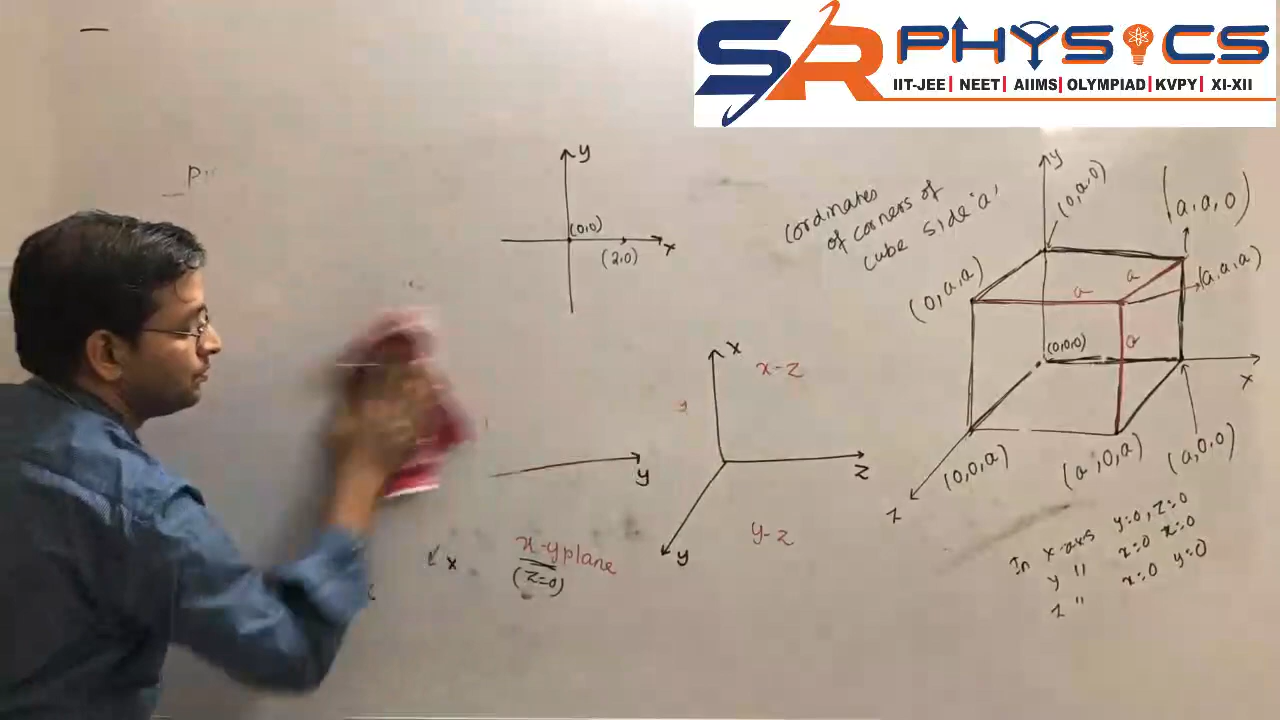 SR PHYSICS
IIT-JEE | NEET | AIIMS | OLYMPIAD | KVPY | XI-XII
P
y
(0,0)
(2,0)
x
Cordinates
of corners of
cube side 'a'
y
(0,a,0)
(a,a,0)
(0,a,a)
a
a
(a,a,a)
a
(0,0,0)
x
z
(0,0,a)
(a,0,a)
(a,0,0)
x
x-z
y
z
y
y-z
y
x
x-y plane
(z=0)
In x-axis y=0, z=0
y " x=0 x=0
z " x=0 y=0